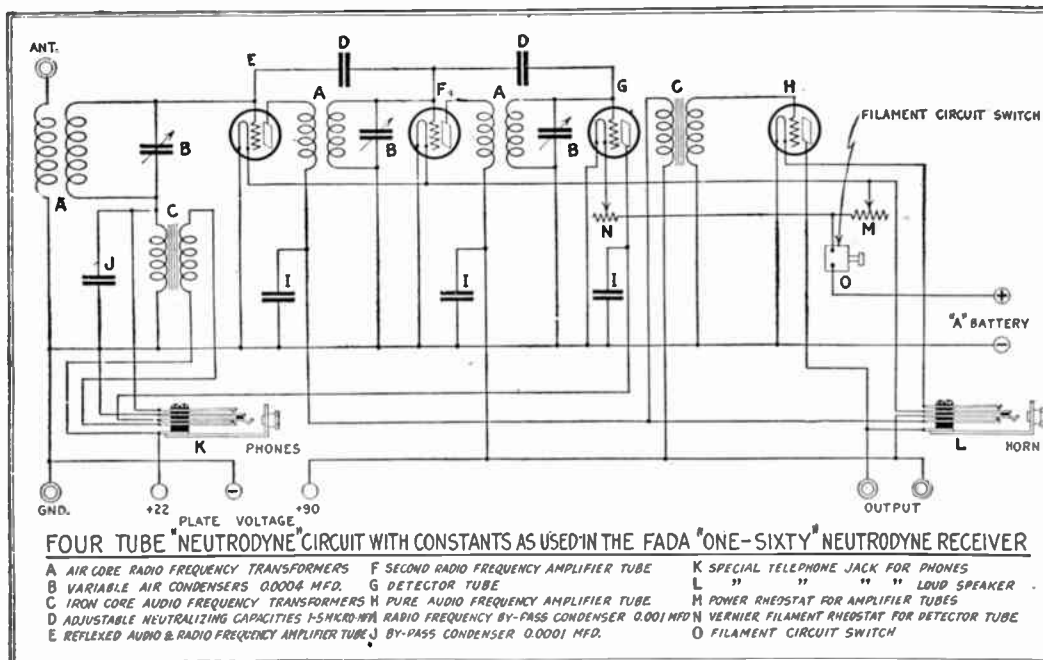 ANT.
D
D
E
A
F
A
G
C
H
FILAMENT CIRCUIT SWITCH
B
B
B
A
C
N
M
J
I
I
I
O
+
"A" BATTERY
−
K
PHONES
L
HORN
GND.
+22
−
+90
OUTPUT
PLATE VOLTAGE
FOUR TUBE "NEUTRODYNE" CIRCUIT WITH CONSTANTS AS USED IN THE FADA "ONE-SIXTY" NEUTRODYNE RECEIVER
A AIR CORE RADIO FREQUENCY TRANSFORMERS
B VARIABLE AIR CONDENSERS 0.0004 MFD.
C IRON CORE AUDIO FREQUENCY TRANSFORMERS
D ADJUSTABLE NEUTRALIZING CAPACITIES 1-5 MICRO-MFD
E REFLEXED AUDIO & RADIO FREQUENCY AMPLIFIER TUBE
F SECOND RADIO FREQUENCY AMPLIFIER TUBE
G DETECTOR TUBE
H PURE AUDIO FREQUENCY AMPLIFIER TUBE
RADIO FREQUENCY BY-PASS CONDENSER 0.001 MFD
J BY-PASS CONDENSER 0.0001 MFD.
K SPECIAL TELEPHONE JACK FOR PHONES
L " " " " LOUD SPEAKER
M POWER RHEOSTAT FOR AMPLIFIER TUBES
N VERNIER FILAMENT RHEOSTAT FOR DETECTOR TUBE
O FILAMENT CIRCUIT SWITCH